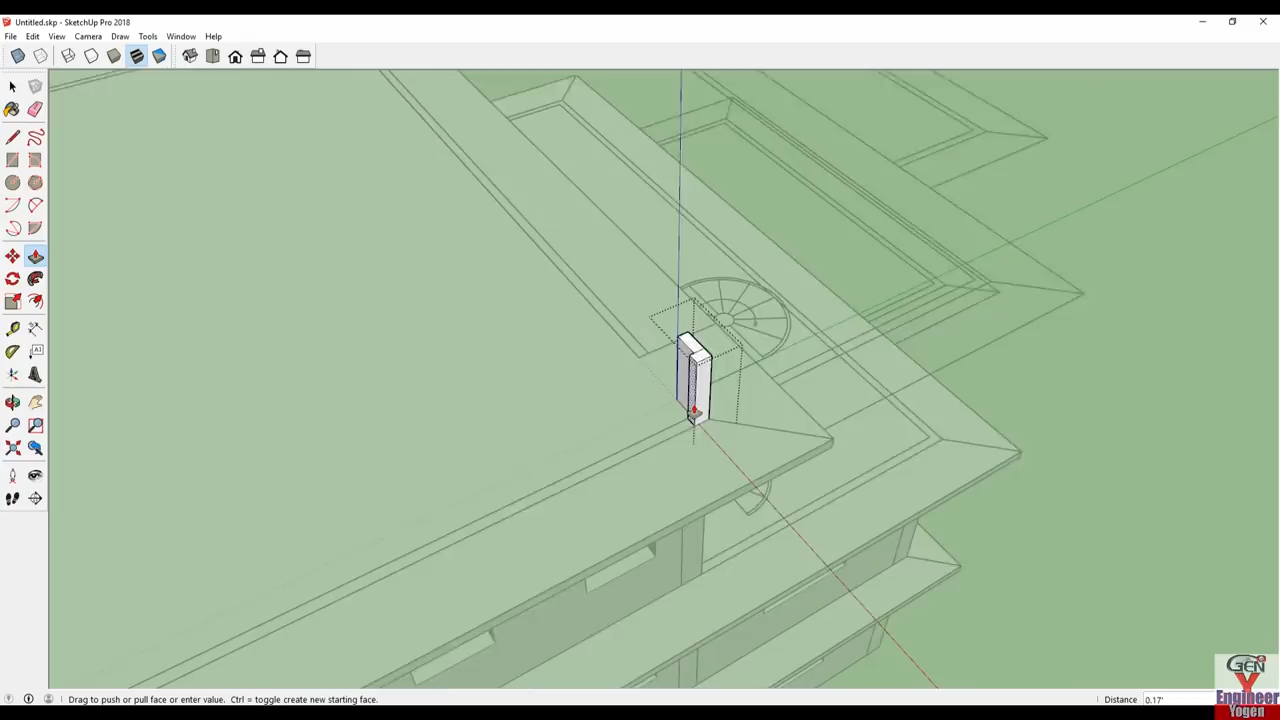 Untitled.skp - SketchUp Pro 2018
File Edit View Camera Draw Tools Window Help
Drag to push or pull face or enter value. Ctrl = toggle create new starting face.
Distance 0.17'
GEN
Y
Engineer
Yogen